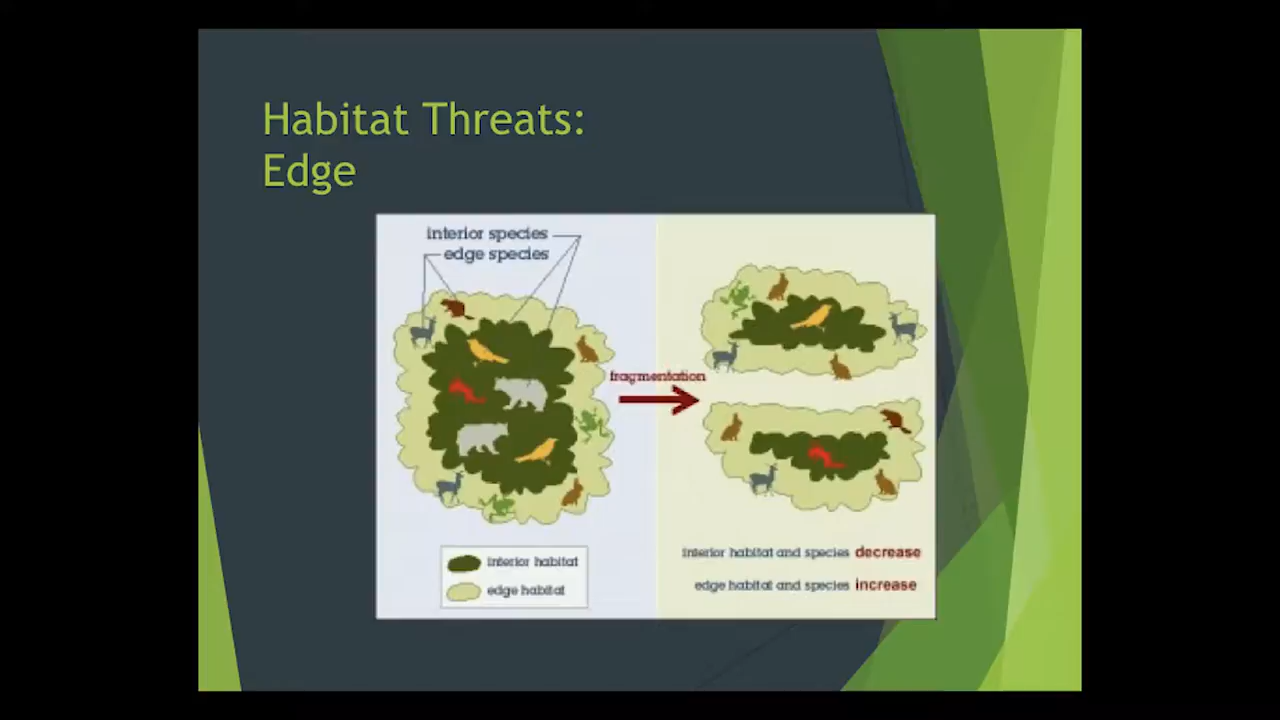 Habitat Threats:
Edge
interior species
edge species
fragmentation
interior habitat
edge habitat
interior habitat and species decrease
edge habitat and species increase